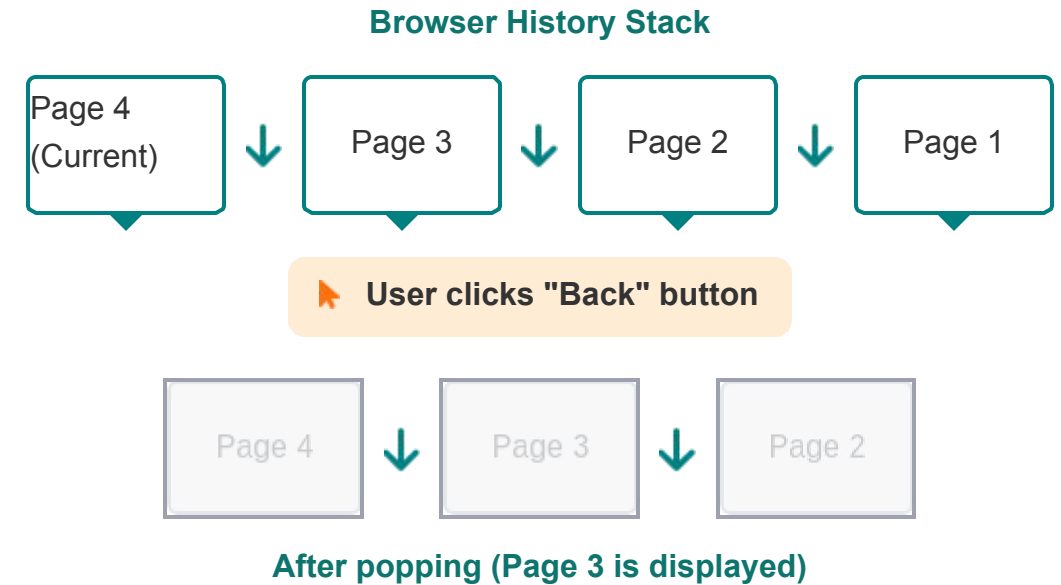 Browser History Stack
Page 4
(Current)
Page 3
Page 2
Page 1
User clicks "Back" button
Page 4
Page 3
Page 2
After popping (Page 3 is displayed)